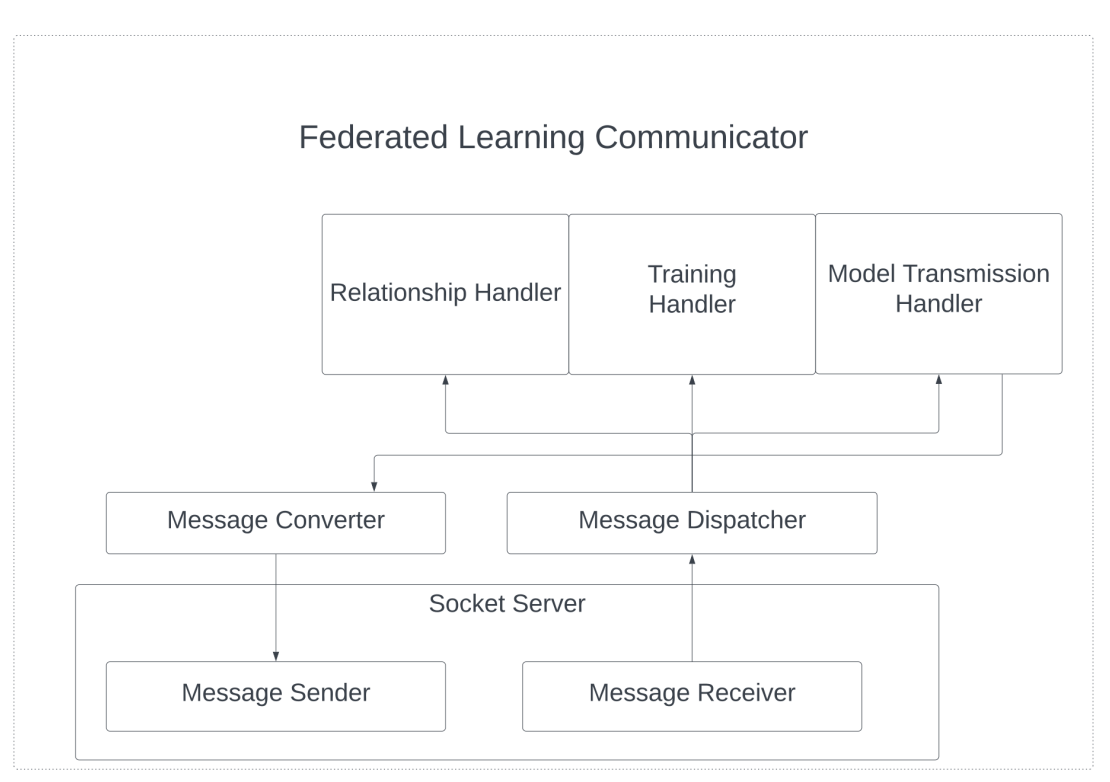 Federated Learning Communicator
Relationship Handler
Training
Handler
Model Transmission
Handler
Message Converter
Message Dispatcher
Socket Server
Message Sender
Message Receiver